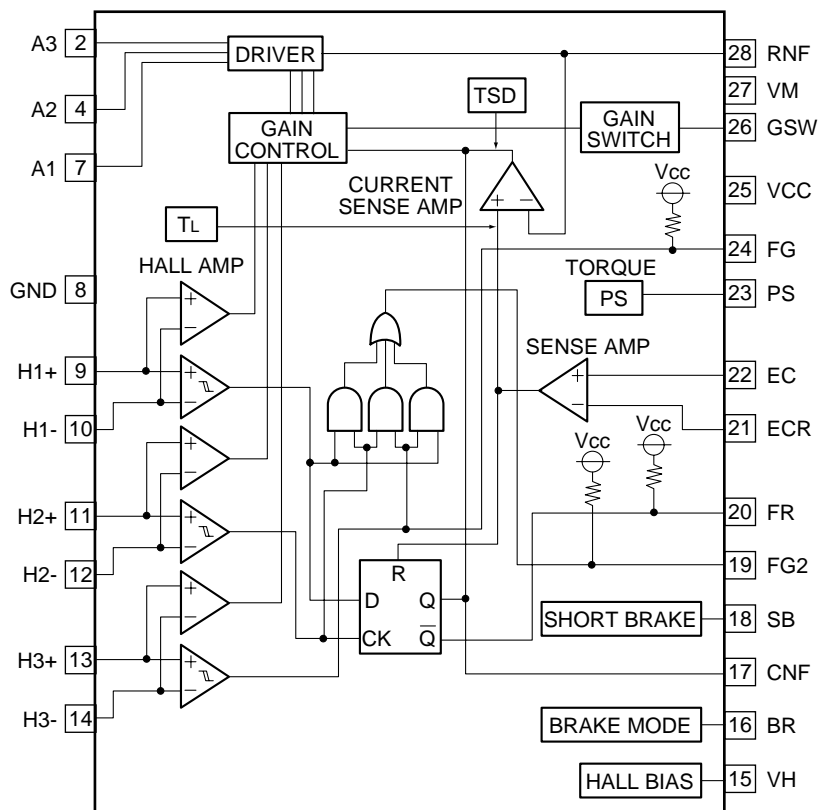 A3 2
DRIVER
28 RNF
A2 4
TSD
27 VM
GAIN CONTROL
GAIN SWITCH
26 GSW
A1 7
CURRENT SENSE AMP
+ −
Vcc
25 VCC
TL
24 FG
HALL AMP
TORQUE
GND 8
PS
23 PS
+
−
SENSE AMP
H1+ 9
+
−
+
−
22 EC
H1- 10
21 ECR
+
−
Vcc
Vcc
H2+ 11
+
−
20 FR
H2- 12
R
19 FG2
+
−
D Q
SHORT BRAKE
18 SB
CK Q
H3+ 13
+
−
17 CNF
H3- 14
BRAKE MODE
16 BR
HALL BIAS
15 VH